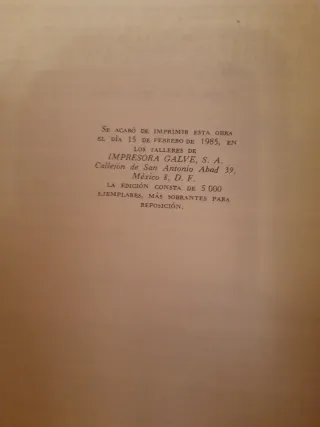 SE ACABÓ DE IMPRIMIR ESTA OBRA
EL DÍA 15 DE FEBRERO DE 1985, EN
LOS TALLERES DE
IMPRESORA GALVE, S. A.
Callejón de San Antonio Abad 39,
México 8, D. F.
LA EDICIÓN CONSTA DE 5 000
EJEMPLARES, MÁS SOBRANTES PARA
REPOSICIÓN.